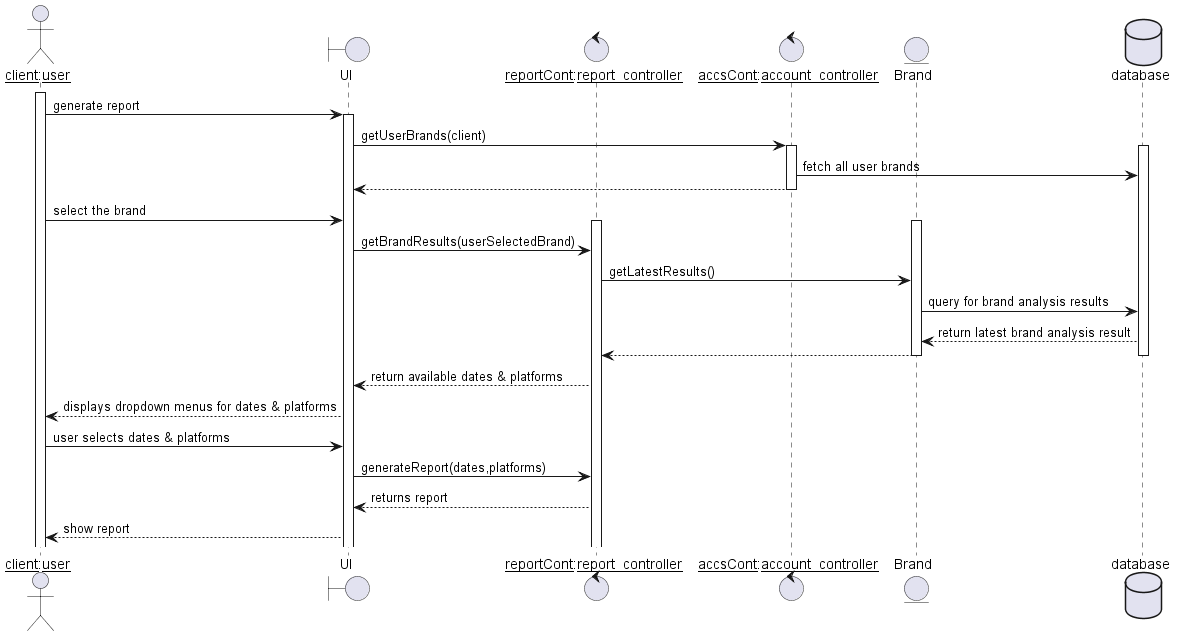 client:user
UI
reportCont:report_controller
accsCont:account_controller
Brand
database
generate report
getUserBrands(client)
fetch all user brands
select the brand
getBrandResults(userSelectedBrand)
getLatestResults()
query for brand analysis results
return latest brand analysis result
return available dates & platforms
displays dropdown menus for dates & platforms
user selects dates & platforms
generateReport(dates,platforms)
returns report
show report
client:user
UI
reportCont:report_controller
accsCont:account_controller
Brand
database